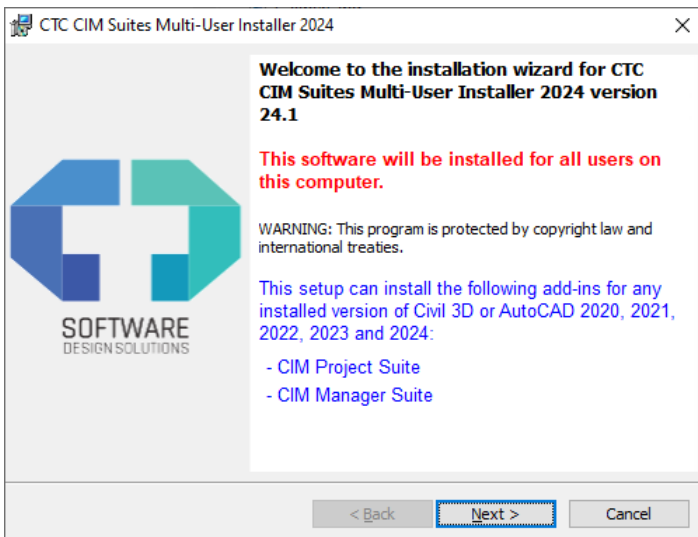 CTC CIM Suites Multi-User Installer 2024
Welcome to the installation wizard for CTC
CIM Suites Multi-User Installer 2024 version
24.1
This software will be installed for all users on
this computer.
WARNING: This program is protected by copyright law and
international treaties.
This setup can install the following add-ins for any
installed version of Civil 3D or AutoCAD 2020, 2021,
2022, 2023 and 2024:
- CIM Project Suite
- CIM Manager Suite
SOFTWARE
DESIGN SOLUTIONS
< Back
Next >
Cancel